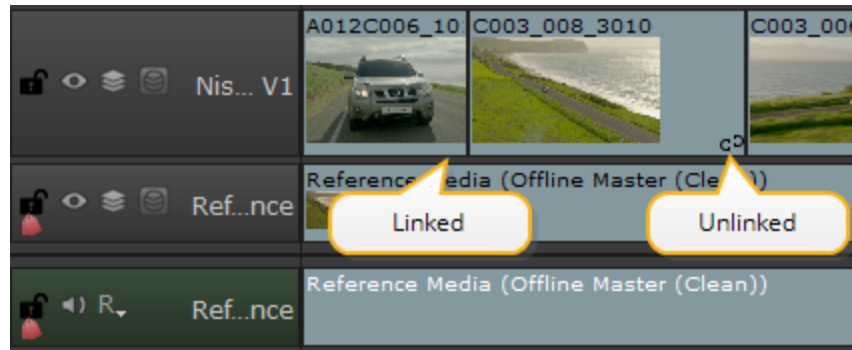 A012C006_10
C003_008_3010
C003_006
Nis... V1
Reference Media (Offline Master (Clean))
Ref...nce
Linked
Unlinked
Reference Media (Offline Master (Clean))
R
Ref...nce